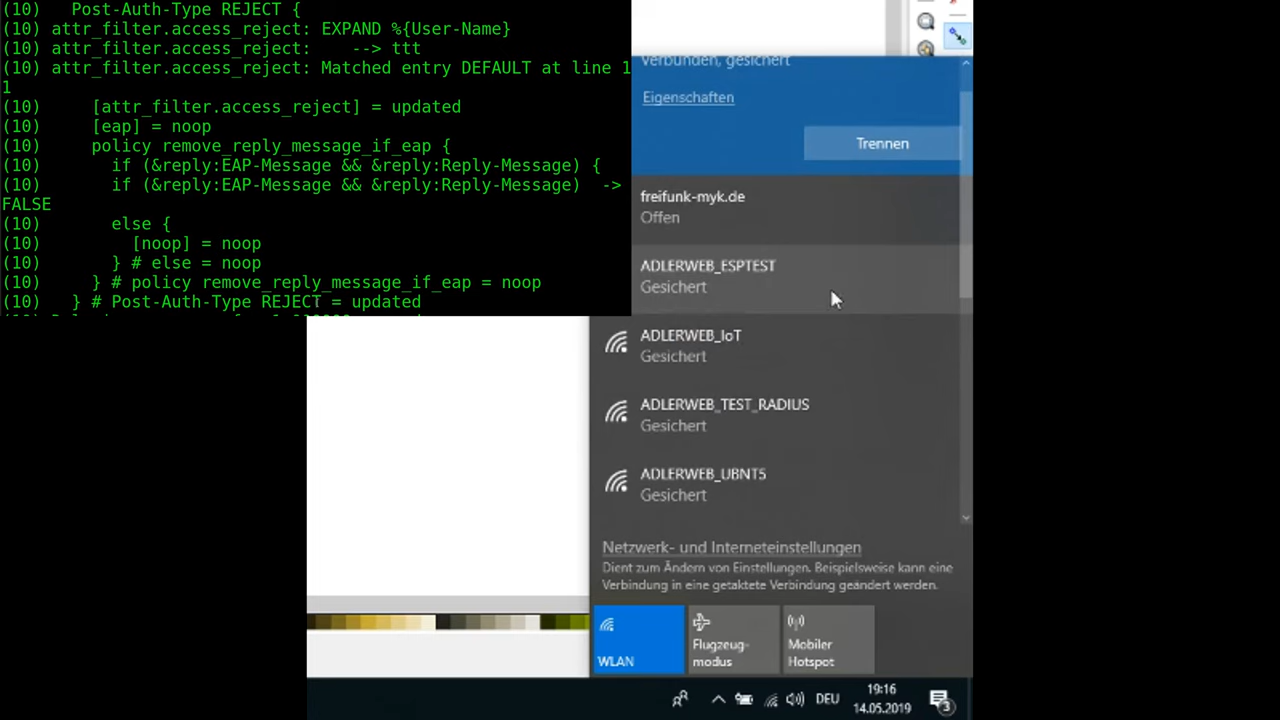 (10)   Post-Auth-Type REJECT {
(10) attr_filter.access_reject: EXPAND %{User-Name}
(10) attr_filter.access_reject:    --> ttt
(10) attr_filter.access_reject: Matched entry DEFAULT at line 1
1
(10)     [attr_filter.access_reject] = updated
(10)     [eap] = noop
(10)     policy remove_reply_message_if_eap {
(10)       if (&reply:EAP-Message && &reply:Reply-Message) {
(10)       if (&reply:EAP-Message && &reply:Reply-Message)  ->
FALSE
(10)       else {
(10)         [noop] = noop
(10)       } # else = noop
(10)     } # policy remove_reply_message_if_eap = noop
(10)   } # Post-Auth-Type REJECT = updated
Verbunden, gesichert
Eigenschaften
Trennen
freifunk-myk.de
Offen
ADLERWEB_ESPTEST
Gesichert
ADLERWEB_IoT
Gesichert
ADLERWEB_TEST_RADIUS
Gesichert
ADLERWEB_UBNT5
Gesichert
Netzwerk- und Interneteinstellungen
Dient zum Ändern von Einstellungen. Beispielsweise kann eine
Verbindung in eine getaktete Verbindung geändert werden.
WLAN
Flugzeug-
modus
Mobiler
Hotspot
DEU
19:16
14.05.2019
3